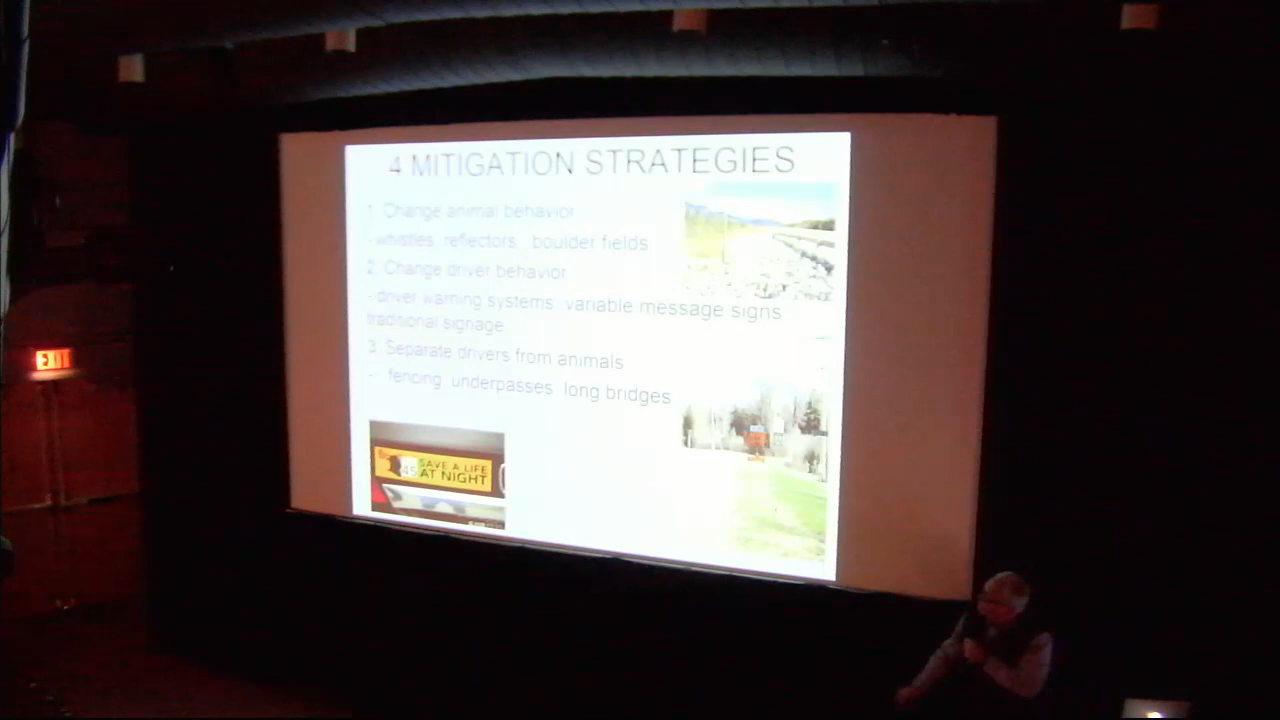 4 MITIGATION STRATEGIES
1. Change animal behavior
- whistles, reflectors, boulder fields
2. Change driver behavior
- driver warning systems, variable message signs
traditional signage
3. Separate drivers from animals
- fencing, underpasses, long bridges
45 SAVE A LIFE
AT NIGHT
EXIT